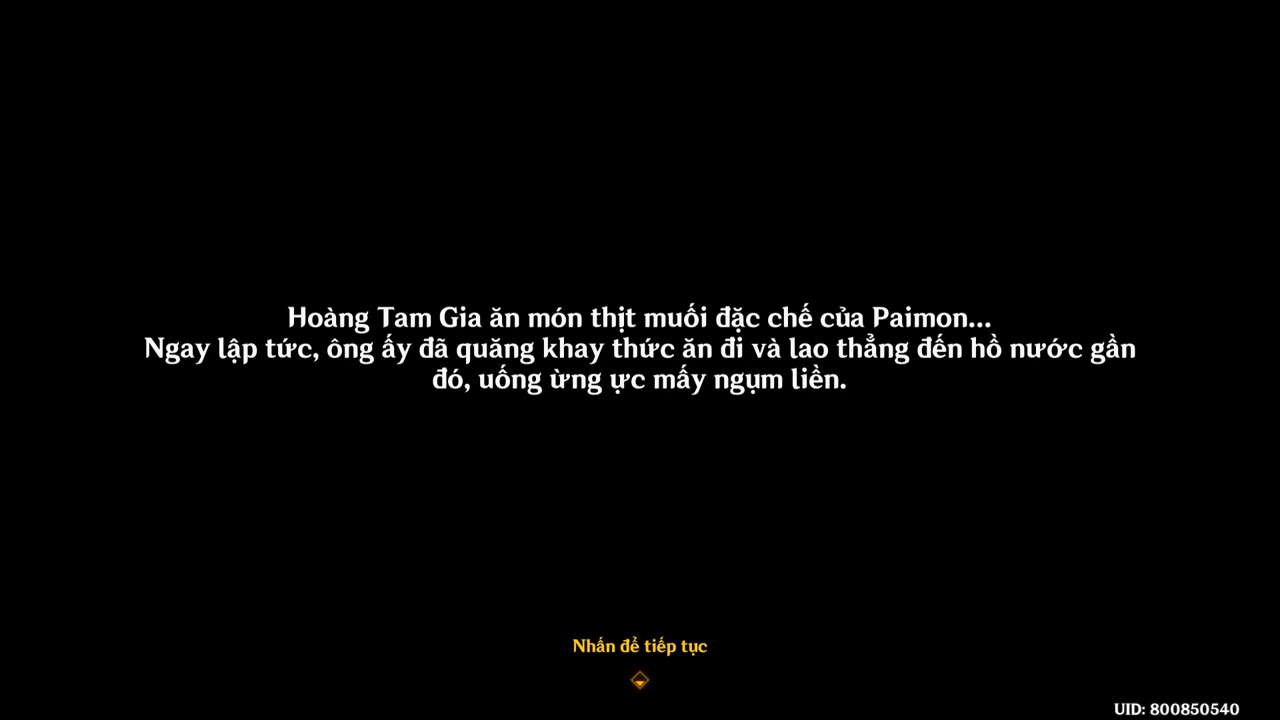 Hoàng Tam Gia ăn món thịt muối đặc chế của Paimon...
Ngay lập tức, ông ấy đã quăng khay thức ăn đi và lao thẳng đến hồ nước gần
đó, uống ừng ực mấy ngụm liền.
Nhấn để tiếp tục
UID: 800850540